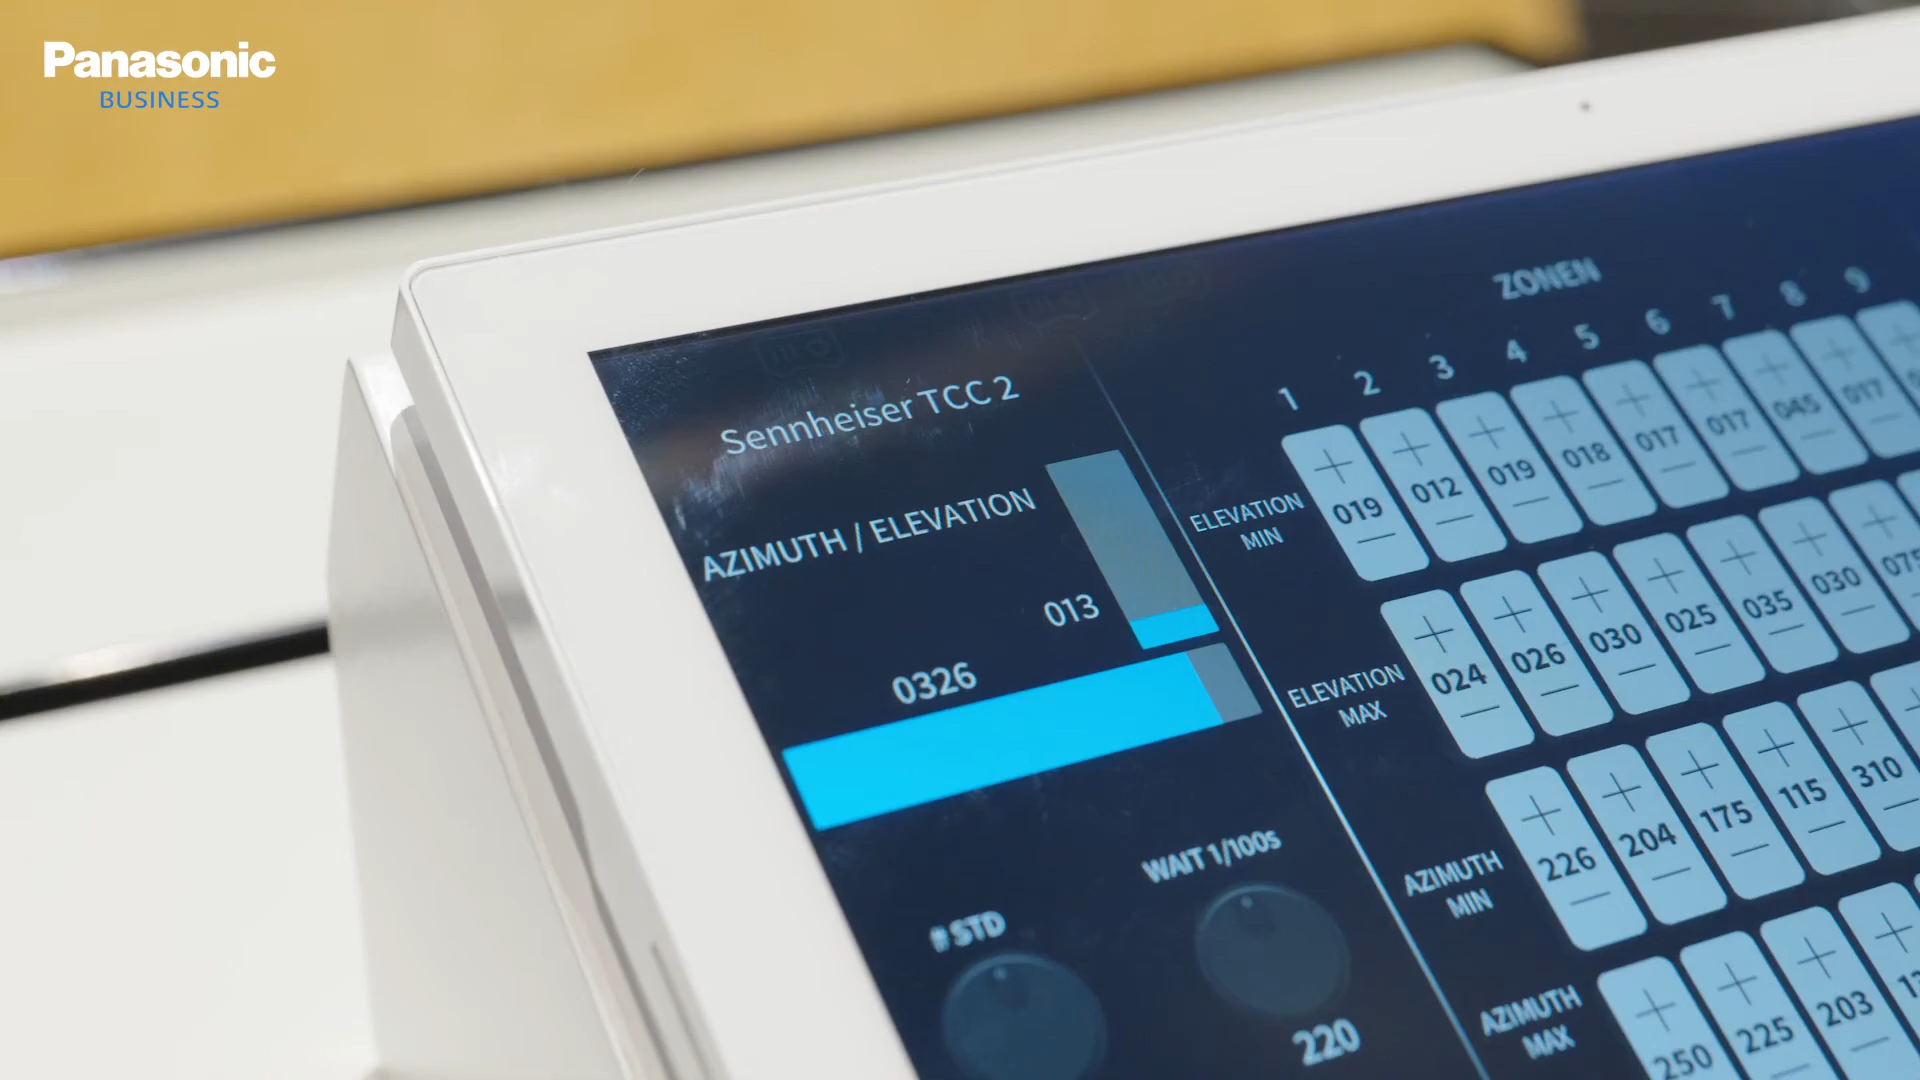 Panasonic
BUSINESS
Sennheiser TCC 2
AZIMUTH / ELEVATION
013
0326
WAIT 1/100s
# STD
220
ZONEN
1 2 3 4 5 6 7 8 9
ELEVATION
MIN
019 012 019 018 017 017 045 017
ELEVATION
MAX
024 026 030 025 035 030 075
AZIMUTH
MIN
226 204 175 115 310
AZIMUTH
MAX
250 225 203